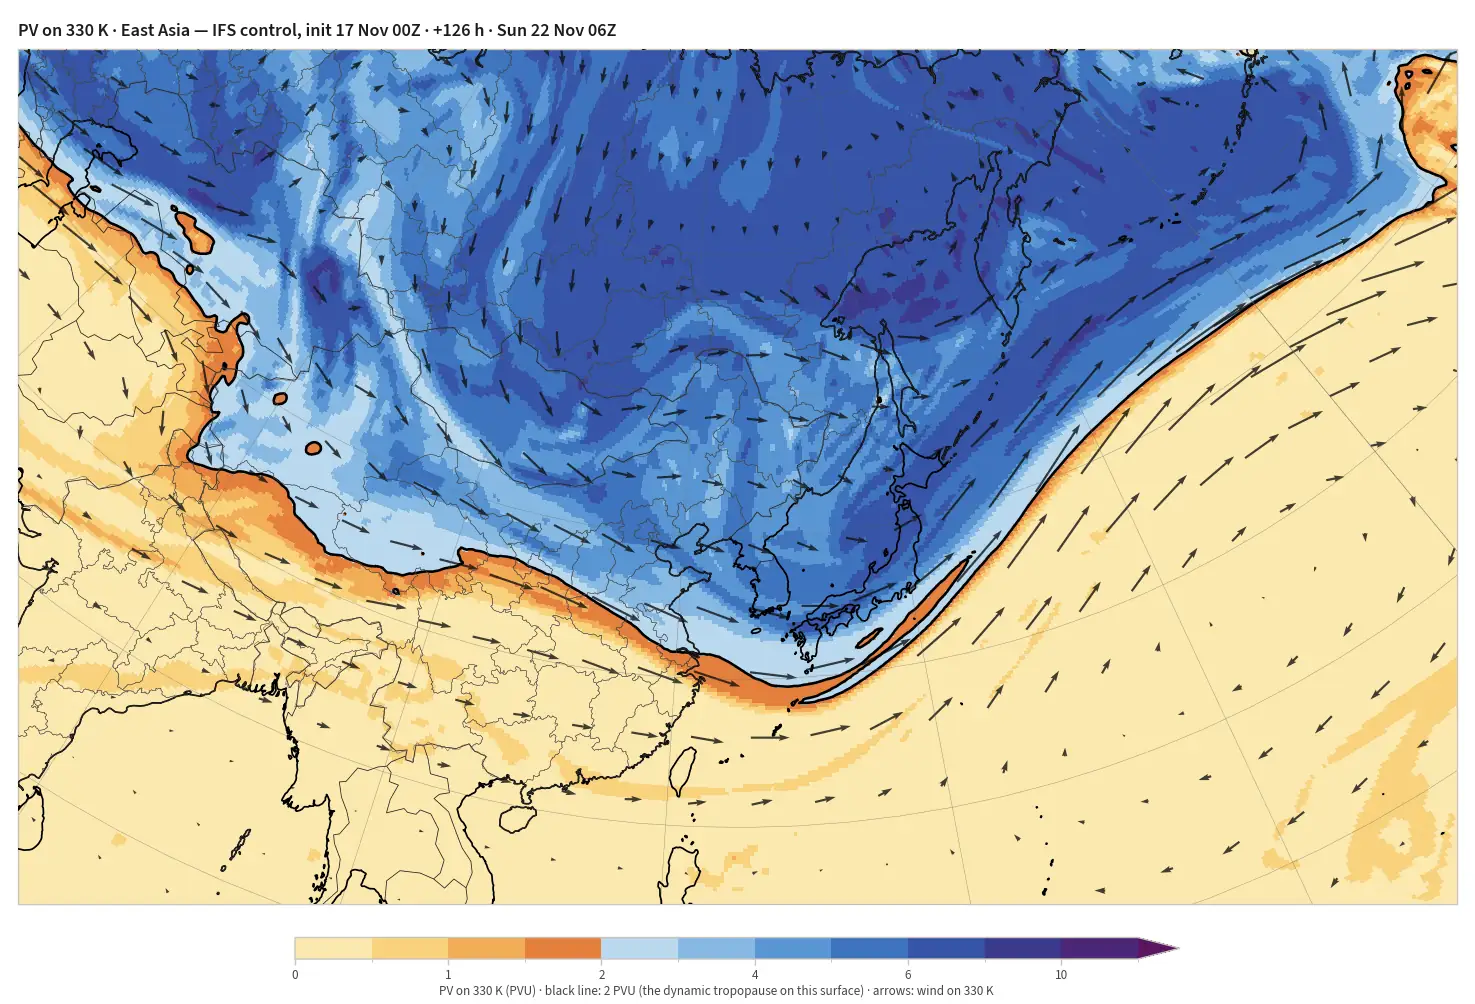 PV on 330 K · East Asia — IFS control, init 17 Nov 00Z · +126 h · Sun 22 Nov 06Z
0 1 2 4 6 10
PV on 330 K (PVU) · black line: 2 PVU (the dynamic tropopause on this surface) · arrows: wind on 330 K